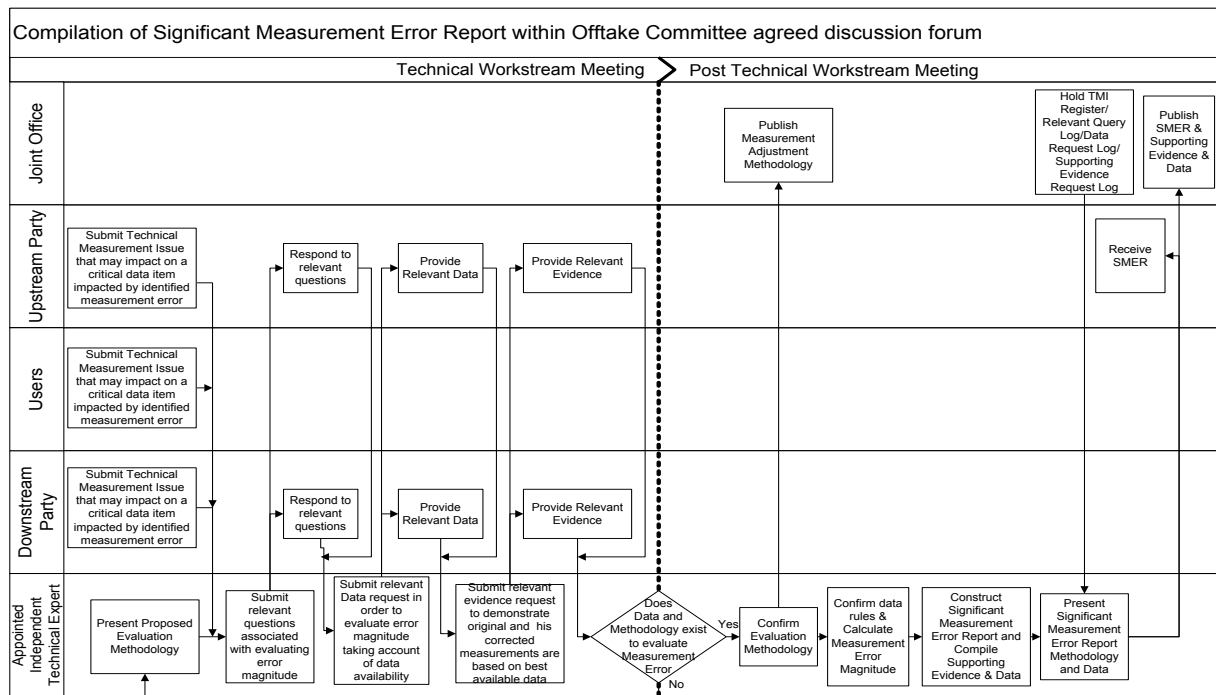 Compilation of Significant Measurement Error Report within Offtake Committee agreed discussion forum
Technical Workstream Meeting
Post Technical Workstream Meeting
Joint Office
Publish
Measurement
Adjustment
Methodology
Hold TMI
Register/
Relevant Query
Log/Data
Request Log/
Supporting
Evidence
Request Log
Publish
SMER &
Supporting
Evidence &
Data
Upstream Party
Submit Technical
Measurement Issue
that may impact on a
critical data item
impacted by identified
measurement error
Respond to
relevant
questions
Provide
Relevant Data
Provide Relevant
Evidence
Receive
SMER
Users
Submit Technical
Measurement Issue
that may impact on a
critical data item
impacted by identified
measurement error
Downstream
Party
Submit Technical
Measurement Issue
that may impact on a
critical data item
impacted by identified
measurement error
Respond to
relevant
questions
Provide
Relevant Data
Provide Relevant
Evidence
Appointed
Independent
Technical Expert
Present Proposed
Evaluation
Methodology
Submit
relevant
questions
associated
with evaluating
error
magnitude
Submit relevant
Data request in
order to
evaluate error
magnitude
taking account
of data
availability
Submit relevant
evidence request
to demonstrate
original and his
corrected
measurements are
based on best
available data
Does
Data and
Methodology exist
to evaluate
Measurement
Error
Yes
No
Confirm
Evaluation
Methodology
Confirm data
rules &
Calculate
Measurement
Error
Magnitude
Construct
Significant
Measurement
Error Report and
Compile
Supporting
Evidence & Data
Present
Significant
Measurement
Error Report
Methodology
and Data